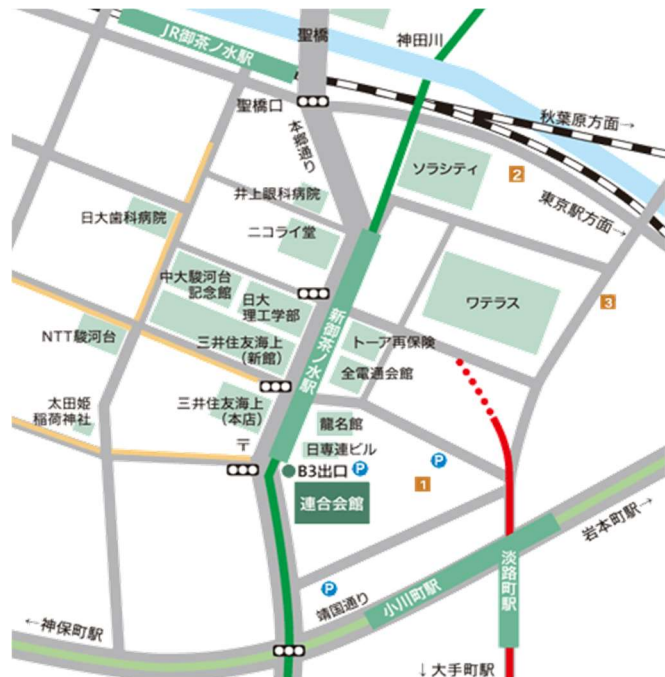 聖橋
神田川
JR御茶ノ水駅
秋葉原方面→
聖橋口
本郷通り
ソラシティ
2
井上眼科病院
東京駅方面→
日大歯科病院
ニコライ堂
中大駿河台
記念館
日大
理工学部
ワテラス
3
新御茶ノ水駅
NTT駿河台
三井住友海上
（新館）
トーア再保険
全電通会館
太田姫
稲荷神社
三井住友海上
（本店）
龍名館
〒
日専連ビル
B3出口
P
P
1
連合会館
岩本町駅→
淡路町駅
P
靖国通り
小川町駅
←神保町駅
↓大手町駅